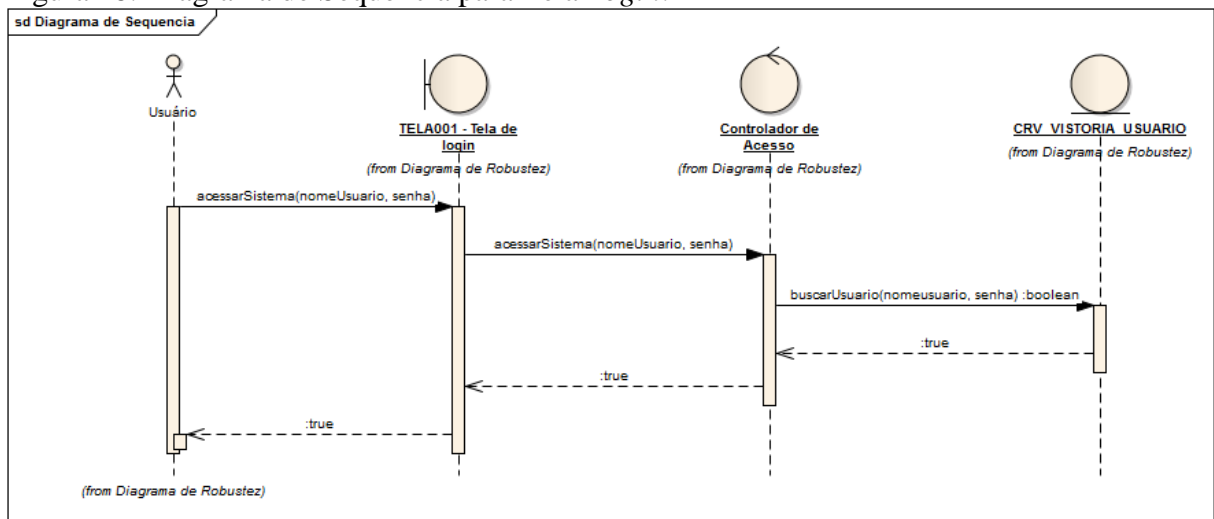 sd Diagrama de Sequencia
Usuário
TELA001 - Tela de
login
(from Diagrama de Robustez)
Controlador de
Acesso
(from Diagrama de Robustez)
CRV_VISTORIA_USUARIO
(from Diagrama de Robustez)
acessarSistema(nomeUsuario, senha)
acessarSistema(nomeUsuario, senha)
buscarUsuario(nomeusuario, senha) :boolean
:true
:true
:true
(from Diagrama de Robustez)